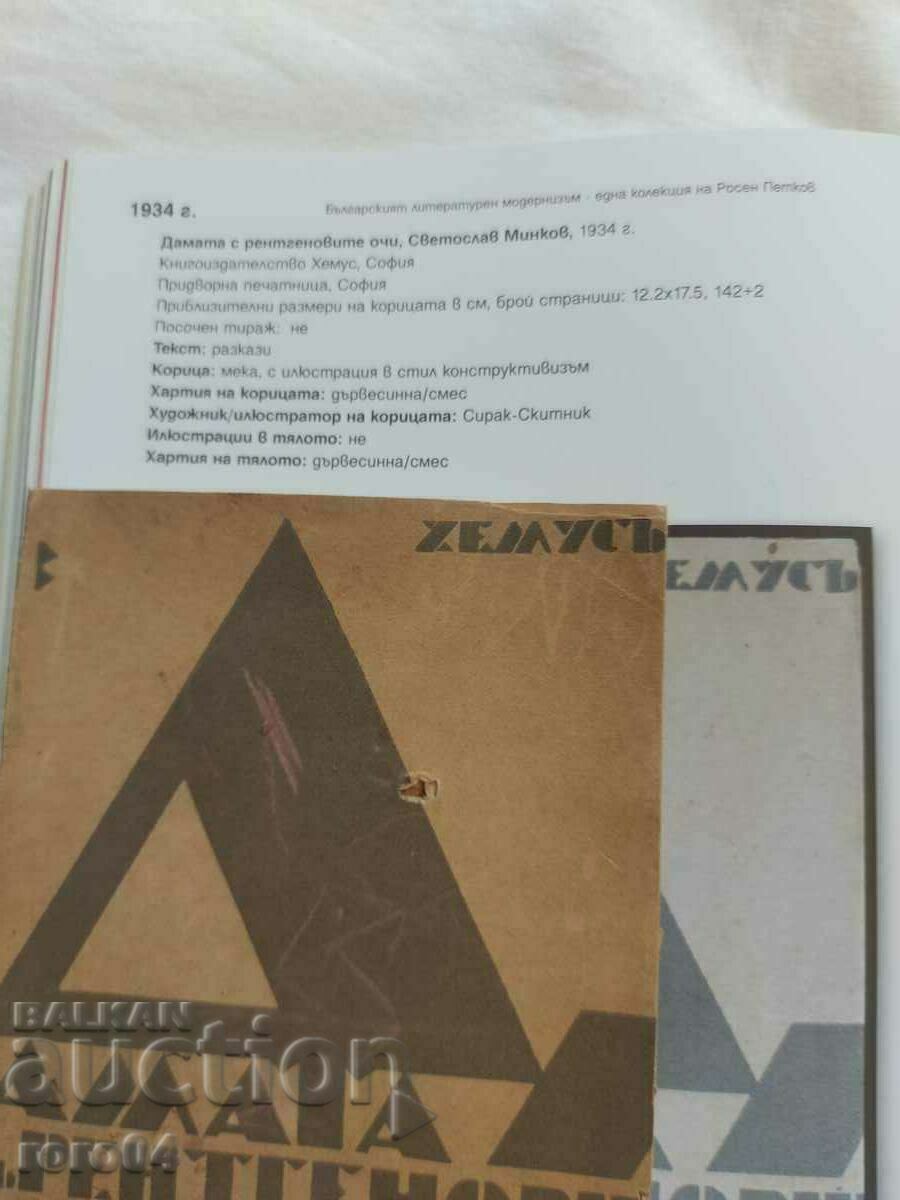 1934 г.
Българският литературен модернизъм - една колекция на Росен Петков
Дамата с рентгеновите очи, Светослав Минков, 1934 г.
Книгоиздателство Хемус, София
Придворна печатница, София
Приблизителни размери на корицата в см, брой страници: 12.2x17.5, 142÷2
Посочен тираж: не
Текст: разкази
Корица: мека, с илюстрация в стил конструктивизъм
Хартия на корицата: дървесинна/смес
Художник/илюстратор на корицата: Сирак-Скитник
Илюстрации в тялото: не
Хартия на тялото: дървесинна/смес
ХЕМУСЪ
ЕМУСЪ
BALKAN
auction
ДАМАТА
roro04